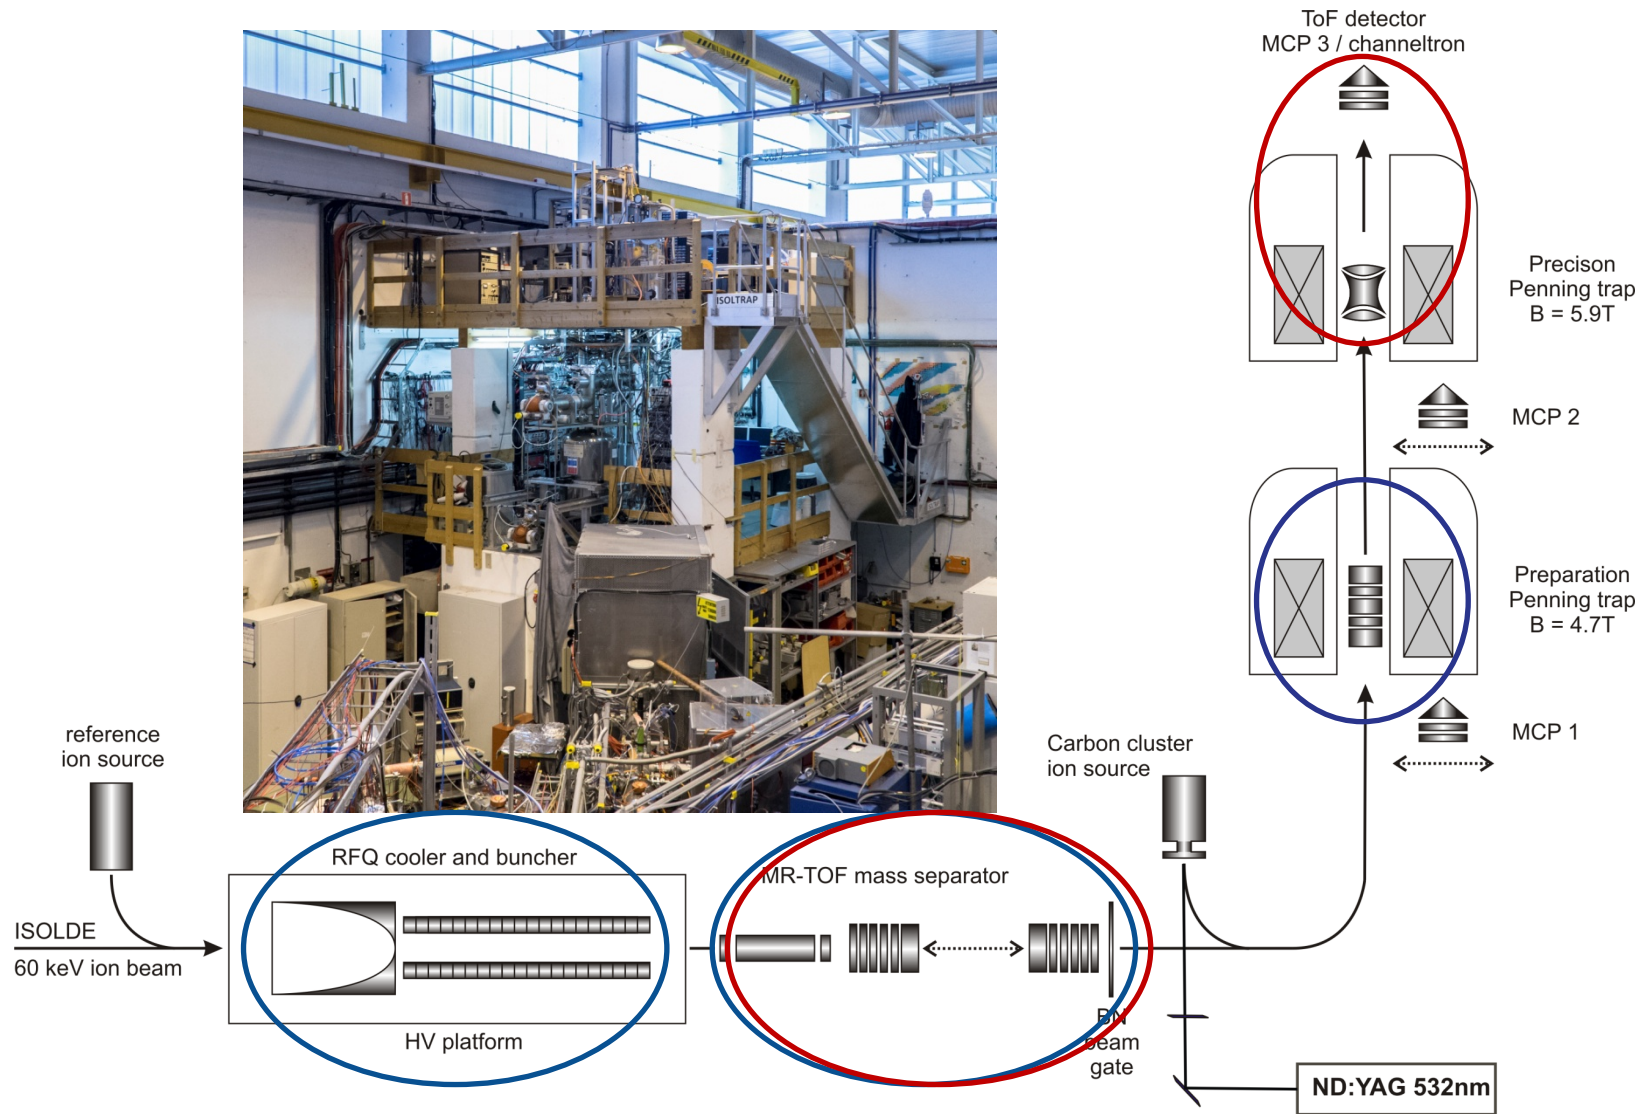 ToF detector
MCP 3 / channeltron
Precison
Penning trap
B = 5.9T
MCP 2
Preparation
Penning trap
B = 4.7T
MCP 1
ISOLTRAP
reference
ion source
Carbon cluster
ion source
RFQ cooler and buncher
MR-TOF mass separator
ISOLDE
60 keV ion beam
HV platform
BN
beam
gate
ND:YAG 532nm